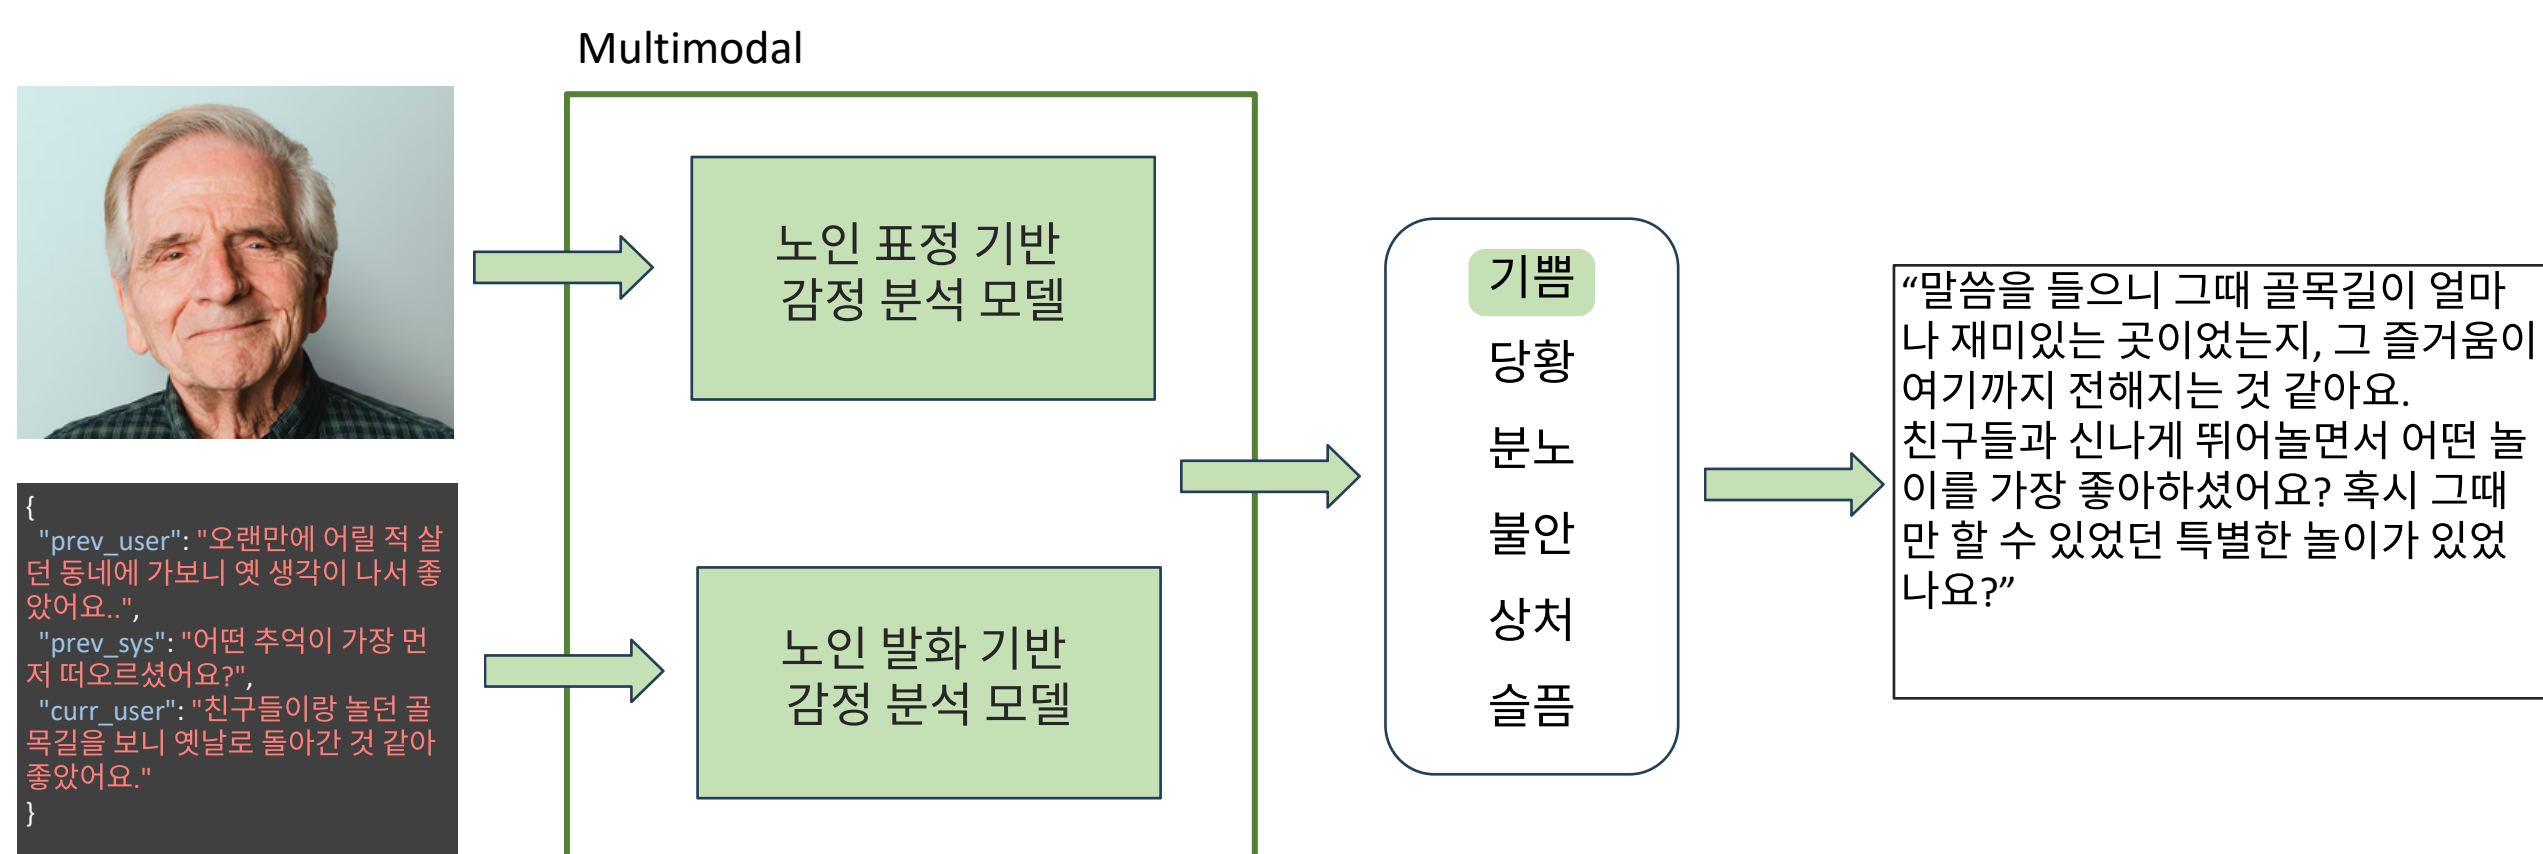 Multimodal
{
"prev_user": "오랜만에 어릴 적 살
던 동네에 가보니 옛 생각이 나서 좋
았어요..",
"prev_sys": "어떤 추억이 가장 먼
저 떠오르셨어요?",
"curr_user": "친구들이랑 놀던 골
목길을 보니 옛날로 돌아간 것 같아
좋았어요."
}
노인 표정 기반
감정 분석 모델
노인 발화 기반
감정 분석 모델
기쁨
당황
분노
불안
상처
슬픔
“말씀을 들으니 그때 골목길이 얼마
나 재미있는 곳이었는지, 그 즐거움이
여기까지 전해지는 것 같아요.
친구들과 신나게 뛰어놀면서 어떤 놀
이를 가장 좋아하셨어요? 혹시 그때
만 할 수 있었던 특별한 놀이가 있었
나요?”